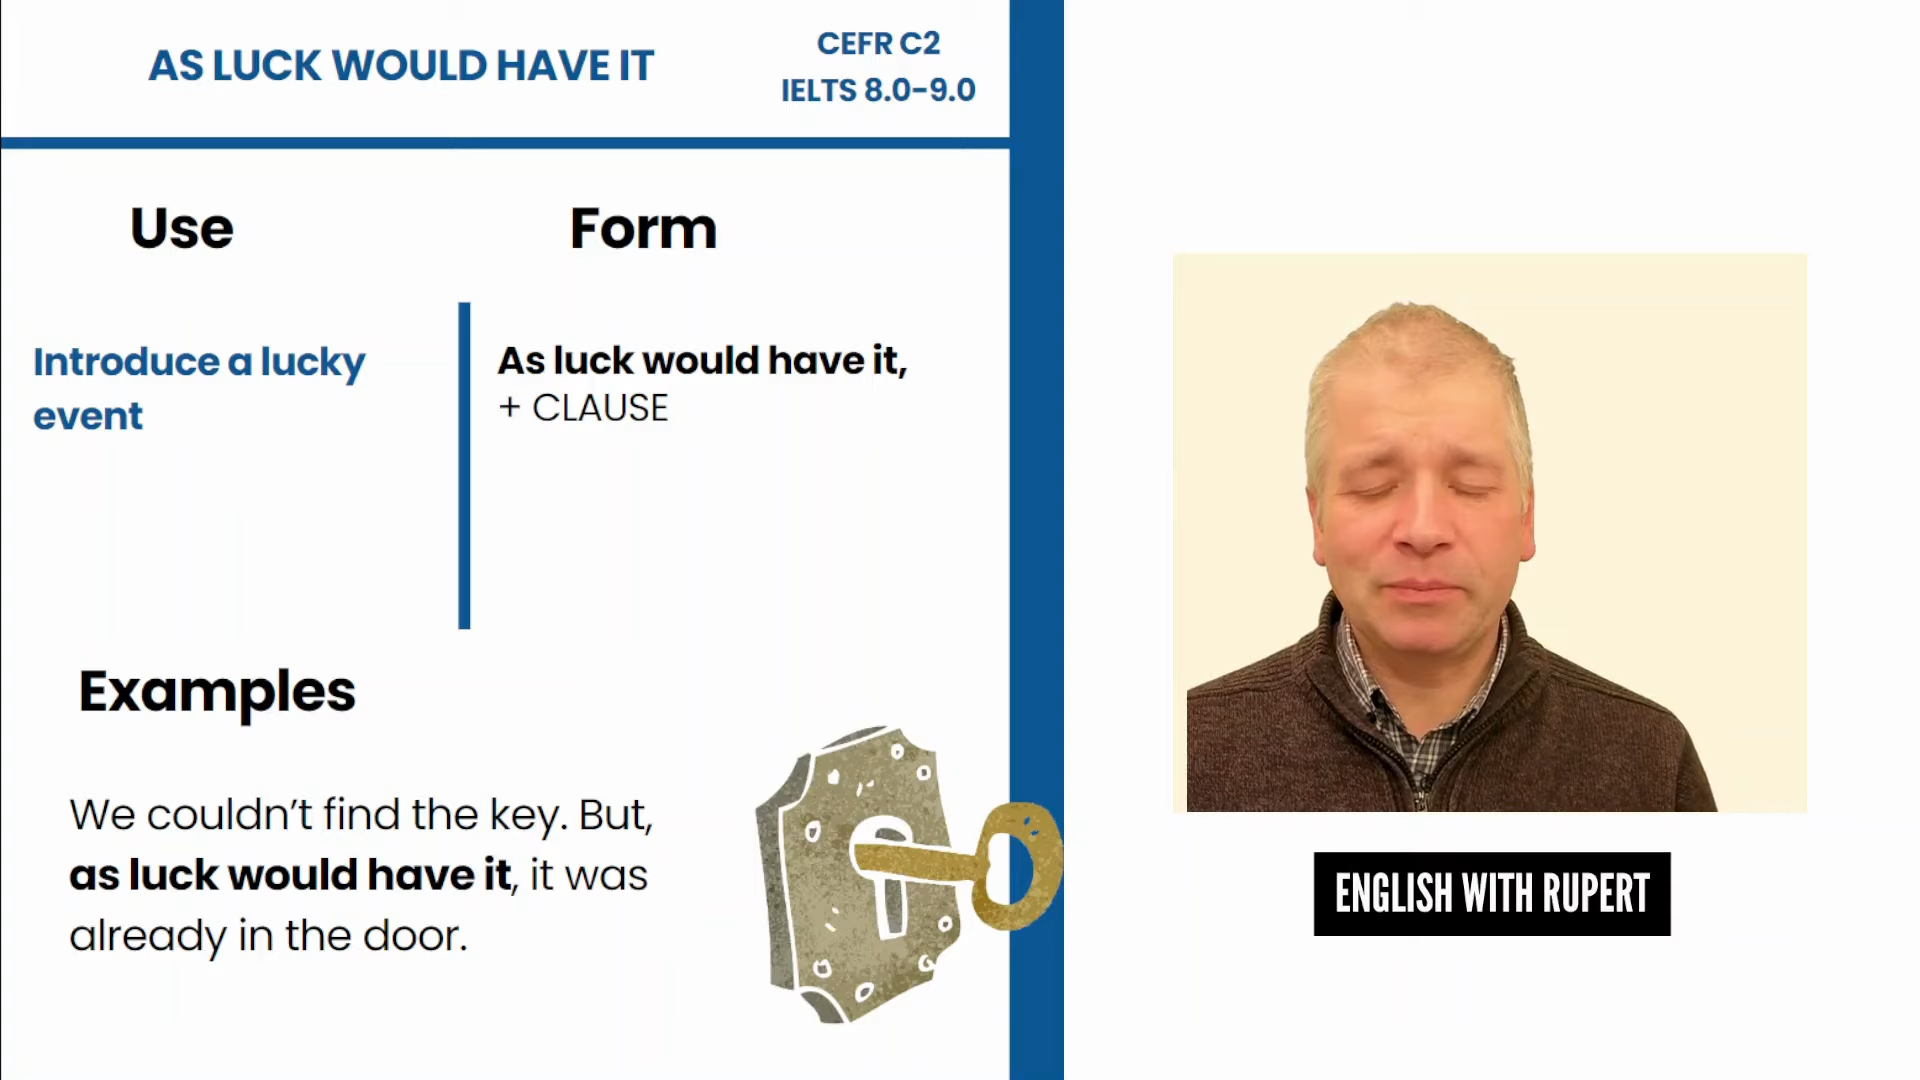 AS LUCK WOULD HAVE IT
CEFR C2
IELTS 8.0-9.0
Use
Form
Introduce a lucky
event
As luck would have it,
+ CLAUSE
Examples
We couldn’t find the key. But,
as luck would have it, it was
already in the door.
ENGLISH WITH RUPERT